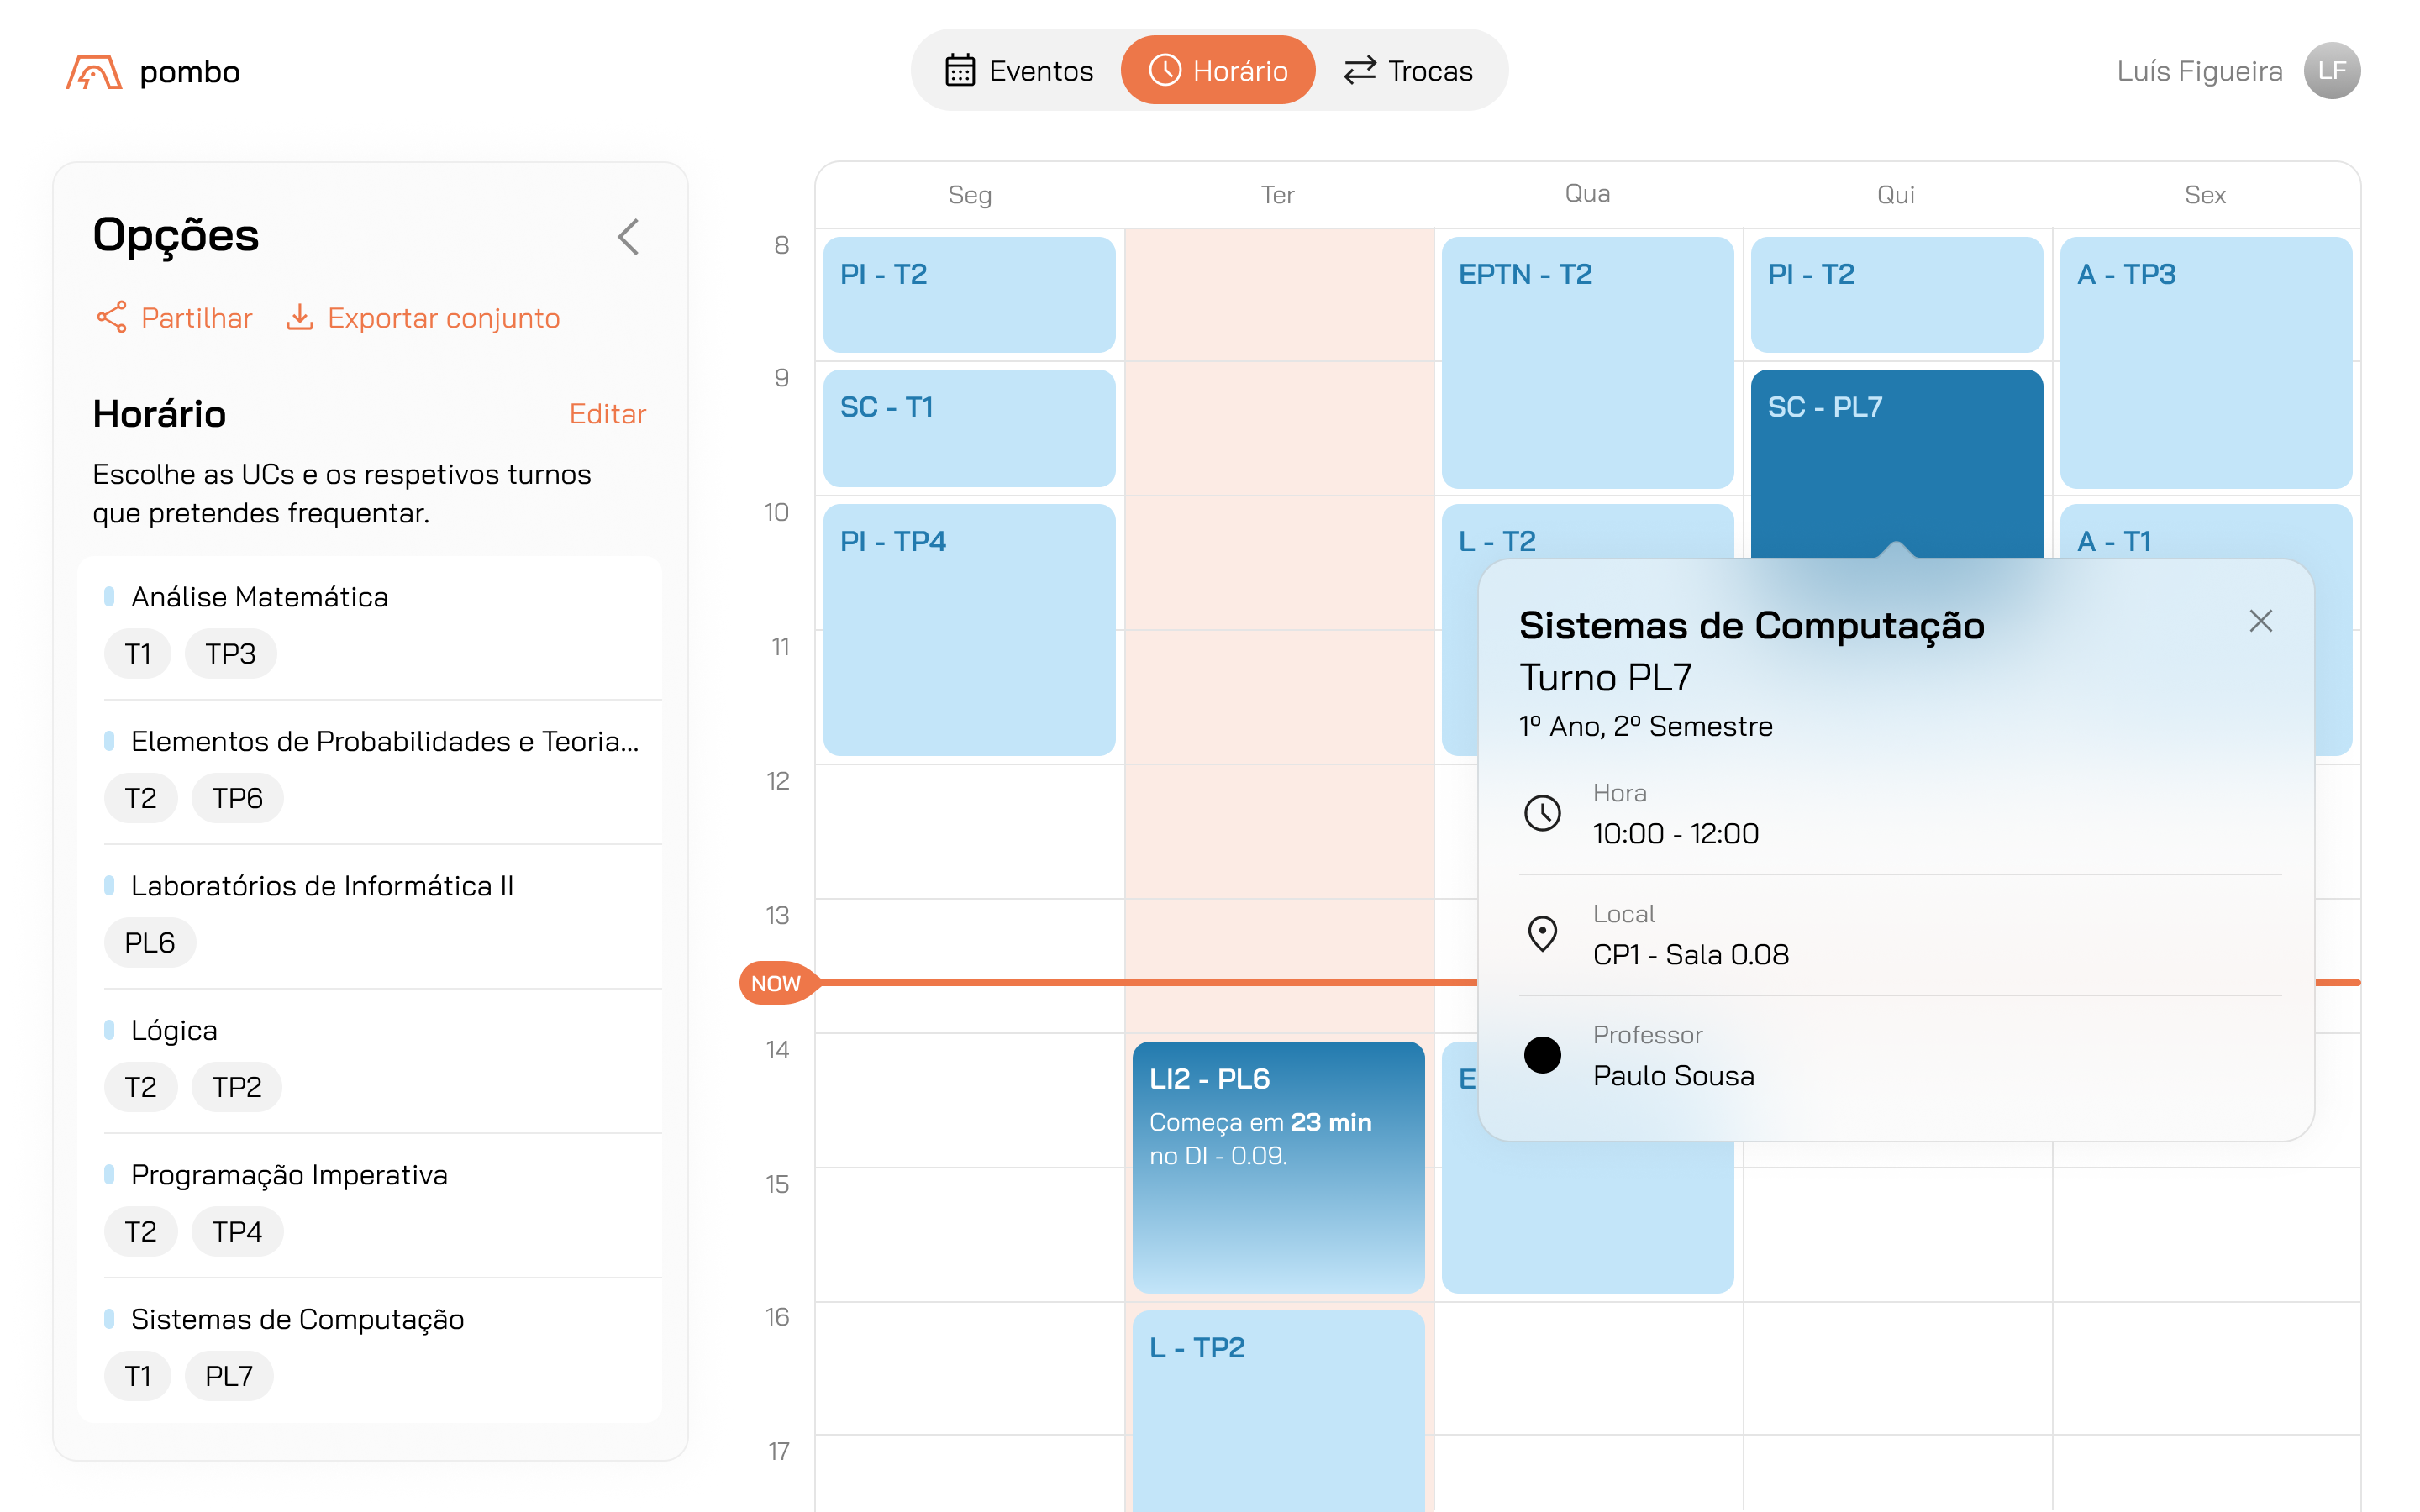 pombo
Eventos
Horário
Trocas
Luís Figueira
LF
Opções
Partilhar
Exportar conjunto
Horário
Editar
Escolhe as UCs e os respetivos turnos
que pretendes frequentar.
Análise Matemática
T1
TP3
Elementos de Probabilidades e Teoria...
T2
TP6
Laboratórios de Informática II
PL6
Lógica
T2
TP2
Programação Imperativa
T2
TP4
Sistemas de Computação
T1
PL7
Seg
Ter
Qua
Qui
Sex
8
9
10
11
12
13
NOW
14
15
16
17
PI - T2
SC - T1
PI - TP4
LI2 - PL6
Começa em 23 min
no DI - 0.09.
L - TP2
EPTN - T2
L - T2
E
PI - T2
SC - PL7
A - TP3
A - T1
Sistemas de Computação
Turno PL7
1º Ano, 2º Semestre
Hora
10:00 - 12:00
Local
CP1 - Sala 0.08
Professor
Paulo Sousa